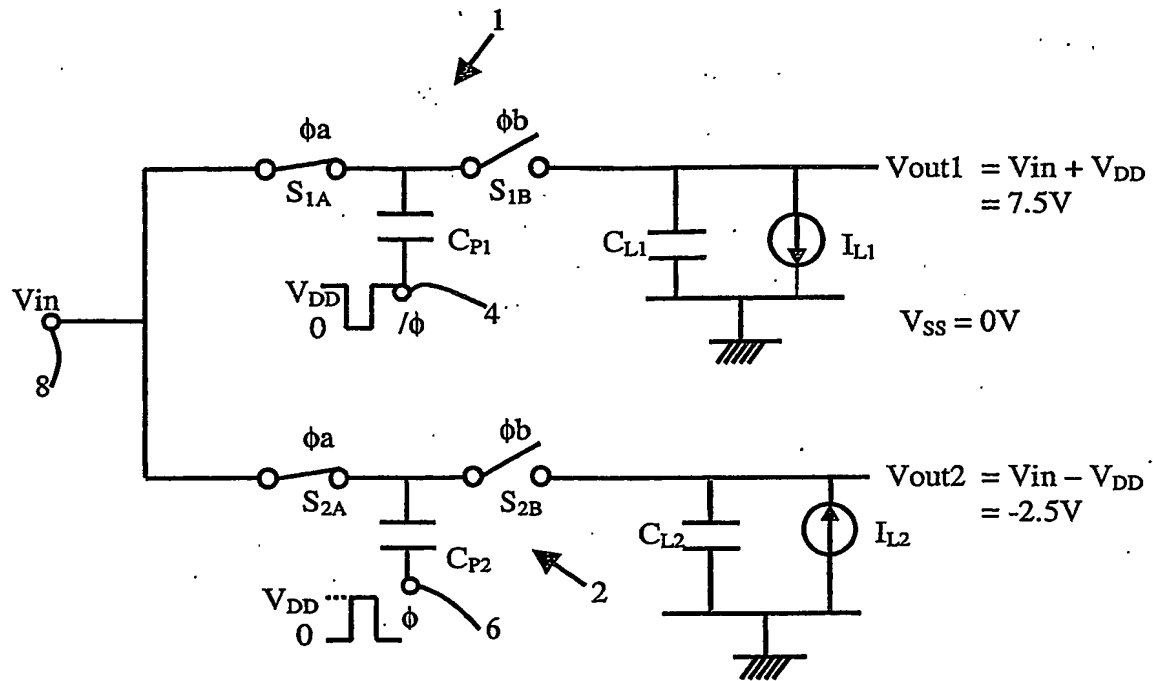 1
ϕa
ϕb
S1A
S1B
Vout1 = Vin + VDD
= 7.5V
CP1
CL1
IL1
VDD
0
/ϕ
4
Vin
8
VSS = 0V
ϕa
ϕb
S2A
S2B
Vout2 = Vin – VDD
= -2.5V
CP2
CL2
IL2
2
VDD
0
ϕ
6